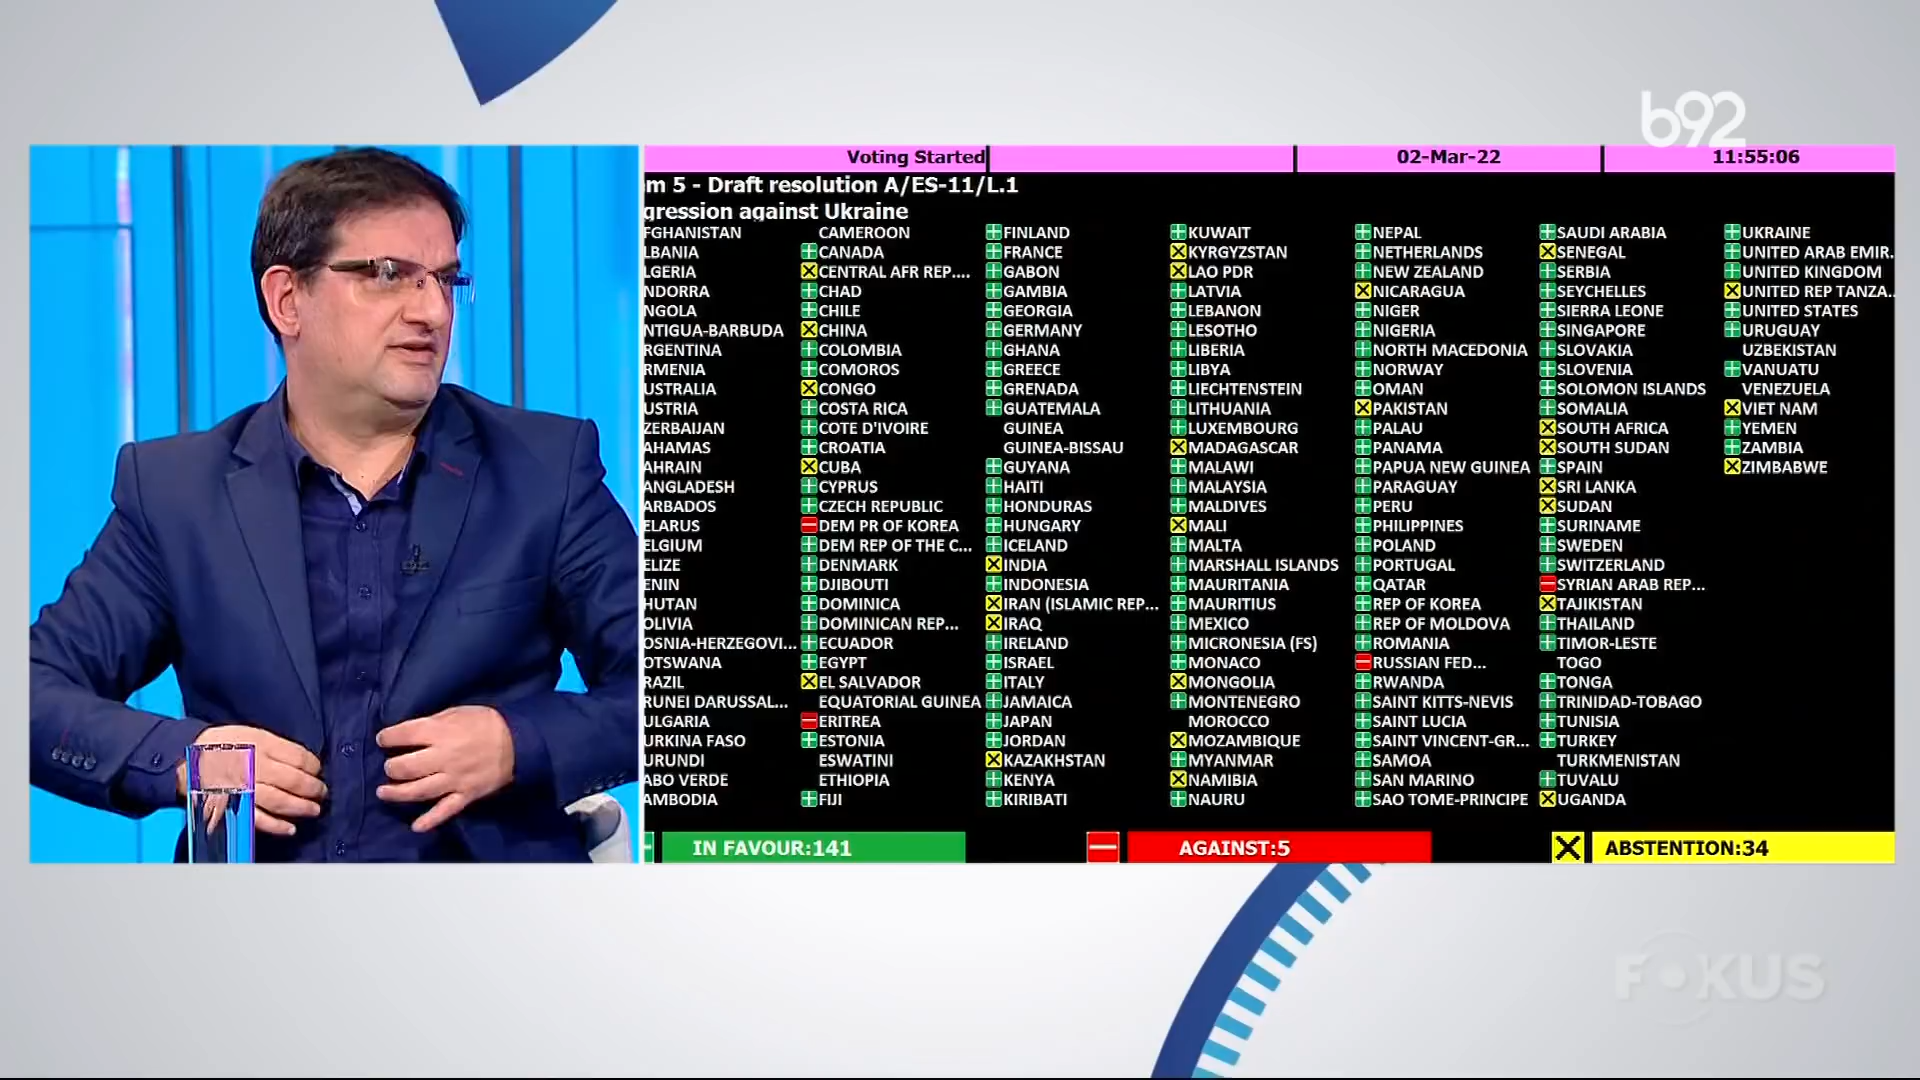 b92
Voting Started 02-Mar-22 11:55:06
m 5 - Draft resolution A/ES-11/L.1
gression against Ukraine
FGHANISTAN CAMEROON FINLAND KUWAIT NEPAL SAUDI ARABIA UKRAINE
LBANIA CANADA FRANCE KYRGYZSTAN NETHERLANDS SENEGAL UNITED ARAB EMIR.
LGERIA CENTRAL AFR REP.... GABON LAO PDR NEW ZEALAND SERBIA UNITED KINGDOM
NDORRA CHAD GAMBIA LATVIA NICARAGUA SEYCHELLES UNITED REP TANZA..
NGOLA CHILE GEORGIA LEBANON NIGER SIERRA LEONE UNITED STATES
NTIGUA-BARBUDA CHINA GERMANY LESOTHO NIGERIA SINGAPORE URUGUAY
RGENTINA COLOMBIA GHANA LIBERIA NORTH MACEDONIA SLOVAKIA UZBEKISTAN
RMENIA COMOROS GREECE LIBYA NORWAY SLOVENIA VANUATU
USTRALIA CONGO GRENADA LIECHTENSTEIN OMAN SOLOMON ISLANDS VENEZUELA
USTRIA COSTA RICA GUATEMALA LITHUANIA PAKISTAN SOMALIA VIET NAM
ZERBAIJAN COTE D'IVOIRE GUINEA LUXEMBOURG PALAU SOUTH AFRICA YEMEN
AHAMAS CROATIA GUINEA-BISSAU MADAGASCAR PANAMA SOUTH SUDAN ZAMBIA
AHRAIN CUBA GUYANA MALAWI PAPUA NEW GUINEA SPAIN ZIMBABWE
ANGLADESH CYPRUS HAITI MALAYSIA PARAGUAY SRI LANKA
ARBADOS CZECH REPUBLIC HONDURAS MALDIVES PERU SUDAN
ELARUS DEM PR OF KOREA HUNGARY MALI PHILIPPINES SURINAME
ELGIUM DEM REP OF THE C... ICELAND MALTA POLAND SWEDEN
ELIZE DENMARK INDIA MARSHALL ISLANDS PORTUGAL SWITZERLAND
ENIN DJIBOUTI INDONESIA MAURITANIA QATAR SYRIAN ARAB REP...
HUTAN DOMINICA IRAN (ISLAMIC REP... MAURITIUS REP OF KOREA TAJIKISTAN
OLIVIA DOMINICAN REP... IRAQ MEXICO REP OF MOLDOVA THAILAND
OSNIA-HERZEGOVI... ECUADOR IRELAND MICRONESIA (FS) ROMANIA TIMOR-LESTE
OTSWANA EGYPT ISRAEL MONACO RUSSIAN FED... TOGO
RAZIL EL SALVADOR ITALY MONGOLIA RWANDA TONGA
RUNEI DARUSSAL... EQUATORIAL GUINEA JAMAICA MONTENEGRO SAINT KITTS-NEVIS TRINIDAD-TOBAGO
ULGARIA ERITREA JAPAN MOROCCO SAINT LUCIA TUNISIA
URKINA FASO ESTONIA JORDAN MOZAMBIQUE SAINT VINCENT-GR... TURKEY
URUNDI ESWATINI KAZAKHSTAN MYANMAR SAMOA TURKMENISTAN
ABO VERDE ETHIOPIA KENYA NAMIBIA SAN MARINO TUVALU
AMBODIA FIJI KIRIBATI NAURU SAO TOME-PRINCIPE UGANDA
IN FAVOUR:141 AGAINST:5 ABSTENTION:34
FOKUS